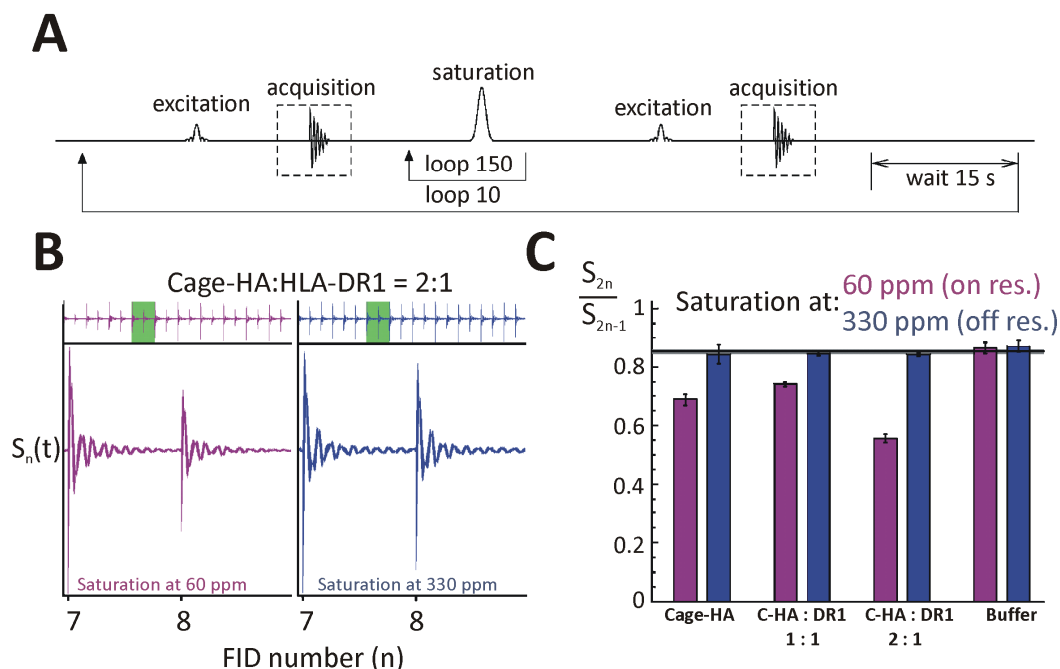 A
excitation
acquisition
saturation
excitation
acquisition
loop 150
loop 10
wait 15 s
B
Cage-HA:HLA-DR1 = 2:1
Sn(t)
Saturation at 60 ppm
Saturation at 330 ppm
7
8
7
8
FID number (n)
C
S2n
S2n-1
Saturation at:
60 ppm (on res.)
330 ppm (off res.)
1
0.8
0.6
0.4
0.2
0
Cage-HA
C-HA : DR1
1 : 1
C-HA : DR1
2 : 1
Buffer